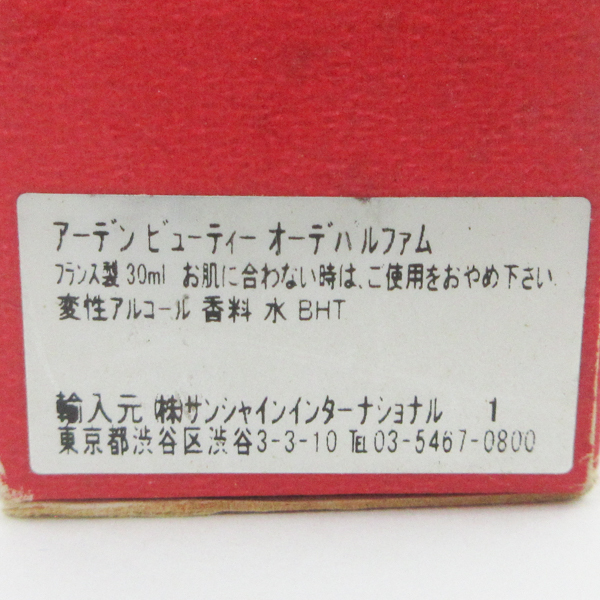 アーデン ビューティー オーデパルファム
フランス製 30ml お肌に合わない時は、ご使用をおやめ下さい.
変性アルコール 香料 水 BHT
輸入元 (株)サンシャインインターナショナル 1
東京都渋谷区渋谷3-3-10 TEL 03-5467-0800